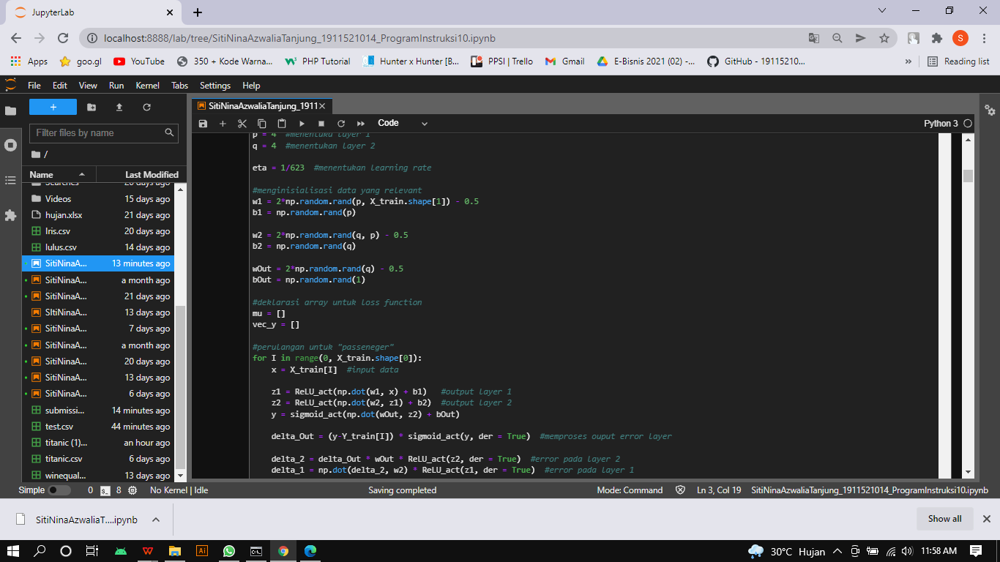 JupyterLab
localhost:8888/lab/tree/SitiNinaAzwaliaTanjung_1911521014_ProgramInstruksi10.ipynb
S
Apps goo.gl YouTube 350 + Kode Warna... PHP Tutorial Hunter x Hunter [B... PPSI | Trello Gmail E-Bisnis 2021 (02) -... GitHub - 19115210... » Reading list
File Edit View Run Kernel Tabs Settings Help
SitiNinaAzwaliaTanjung_1911
Code
Python 3
Filter files by name
/
Name Last Modified
Searches 20 days ago
Videos 15 days ago
hujan.xlsx 21 days ago
Iris.csv 20 days ago
lulus.csv 14 days ago
SitiNinaA... 13 minutes ago
SitiNinaA... a month ago
SitiNinaA... 21 days ago
SItiNinaA... 13 days ago
SitiNinaA... 7 days ago
SitiNinaA... a month ago
SitiNinaA... 20 days ago
SitiNinaA... 13 days ago
SitiNinaA... 6 days ago
submissi... 14 minutes ago
test.csv 44 minutes ago
titanic (1)... an hour ago
titanic.csv 6 days ago
winequal... 13 days ago
p = 4 #menentuka layer 1
q = 4 #menentukan layer 2
eta = 1/623 #menentukan learning rate
#menginisialisasi data yang relevant
w1 = 2*np.random.rand(p, X_train.shape[1]) - 0.5
b1 = np.random.rand(p)
w2 = 2*np.random.rand(q, p) - 0.5
b2 = np.random.rand(q)
wOut = 2*np.random.rand(q) - 0.5
bOut = np.random.rand(1)
#deklarasi array untuk loss function
mu = []
vec_y = []
#perulangan untuk "passeneger"
for I in range(0, X_train.shape[0]):
x = X_train[I] #input data
z1 = ReLU_act(np.dot(w1, x) + b1) #output layer 1
z2 = ReLU_act(np.dot(w2, z1) + b2) #output layer 2
y = sigmoid_act(np.dot(wOut, z2) + bOut)
delta_Out = (y-Y_train[I]) * sigmoid_act(y, der = True) #memproses ouput error layer
delta_2 = delta_Out * wOut * ReLU_act(z2, der = True) #error pada layer 2
delta_1 = np.dot(delta_2, w2) * ReLU_act(z1, der = True) #error pada layer 1
Simple 0 8 No Kernel | Idle Saving completed Mode: Command Ln 3, Col 19 SitiNinaAzwaliaTanjung_1911521014_ProgramInstruksi10.ipynb
SitiNinaAzwaliaT....ipynb
Show all
30°C Hujan 11:58 AM